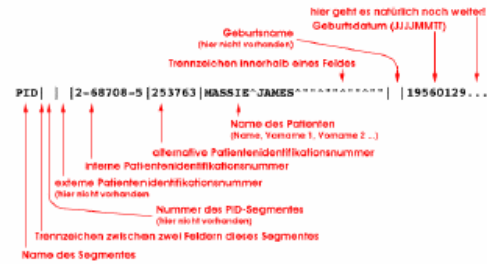 hier geht es natürlich noch weiter!
Geburtsdatum (JJJJMMTT)
Geburtsname
(hier nicht vorhanden)
Trennzeichen innerhalb eines Feldes
PID| | |2-68708-5|253763|MASSIE^JAMES^^^^^^^^^^^| |19560129...
Name des Patienten
(Name, Vorname 1, Vorname 2 ...)
alternative Patientenidentifikationsnummer
interne Patientenidentifikationsnummer
externe Patientenidentifikationsnummer
(hier nicht vorhanden
Nummer des PID-Segmentes
(hier nicht vorhanden)
Trennzeichen zwischen zwei Feldern dieses Segmentes
Name des Segmentes